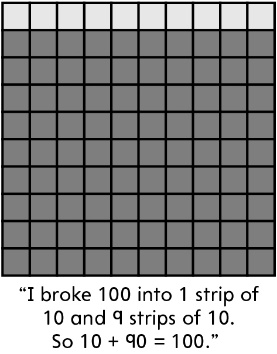 “I broke 100 into 1 strip of
10 and 9 strips of 10.
So 10 + 90 = 100.”